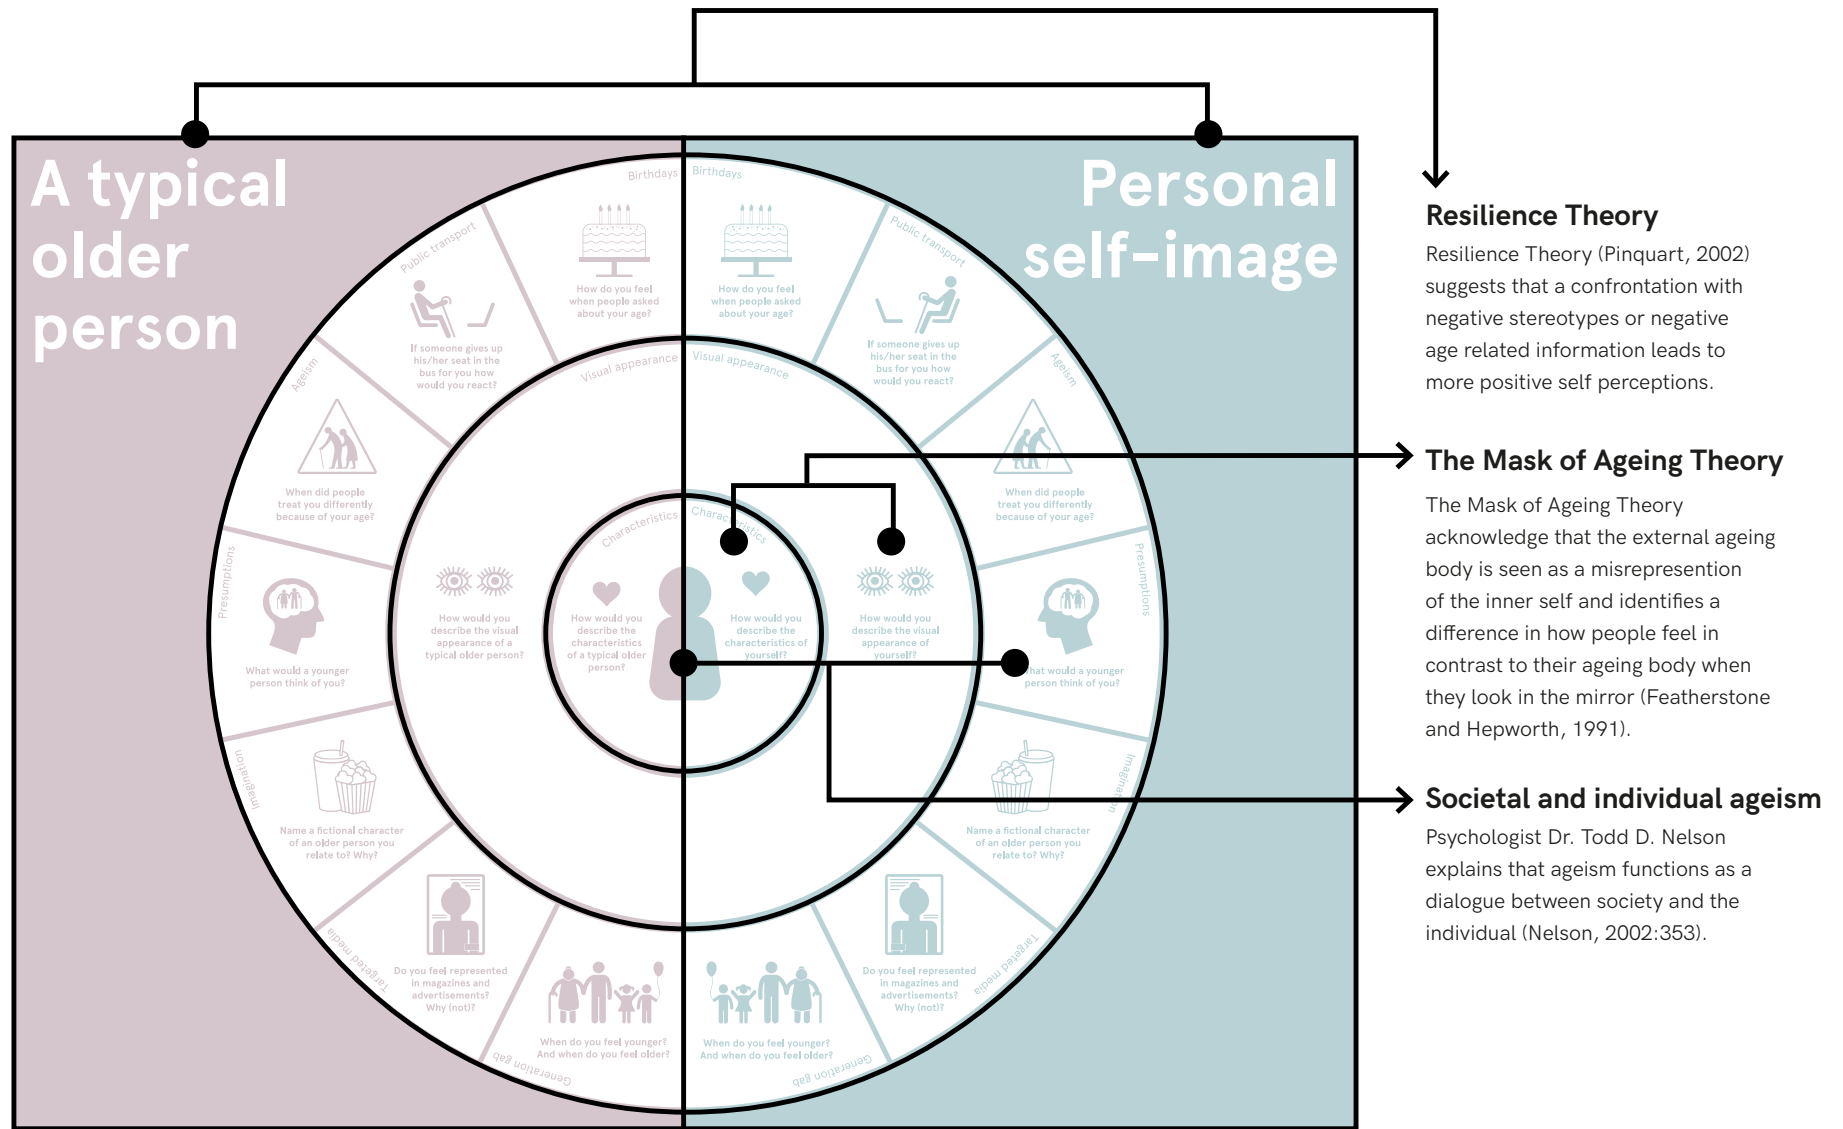 A typical
older
person
Personal
self-image
Birthdays
How do you feel
when people asked
about your age?
Public transport
If someone gives up
his/her seat in the
bus for you how
would you react?
Ageism
When did people
treat you differently
because of your age?
Presumptions
What would a younger
person think of you?
Imagination
Name a fictional character
of an older person you
relate to? Why?
Targeted media
Do you feel represented
in magazines and
advertisements?
Why (not)?
Generation gab
When do you feel younger?
And when do you feel older?
Visual appearance
How would you
describe the visual
appearance of a
typical older person?
Characteristics
How would you
describe the
characteristics
of a typical older
person?
Birthdays
How do you feel
when people asked
about your age?
Public transport
If someone gives up
his/her seat in the
bus for you how
would you react?
Ageism
When did people
treat you differently
because of your age?
Presumptions
What would a younger
person think of you?
Imagination
Name a fictional character
of an older person you
relate to? Why?
Targeted media
Do you feel represented
in magazines and
advertisements?
Why (not)?
Generation gab
When do you feel younger?
And when do you feel older?
Visual appearance
How would you
describe the visual
appearance of
yourself?
Characteristics
How would you
describe the
characteristics of
yourself?
Resilience Theory
Resilience Theory (Pinquart, 2002)
suggests that a confrontation with
negative stereotypes or negative
age related information leads to
more positive self perceptions.
The Mask of Ageing Theory
The Mask of Ageing Theory
acknowledge that the external ageing
body is seen as a misrepresention
of the inner self and identifies a
difference in how people feel in
contrast to their ageing body when
they look in the mirror (Featherstone
and Hepworth, 1991).
Societal and individual ageism
Psychologist Dr. Todd D. Nelson
explains that ageism functions as a
dialogue between society and the
individual (Nelson, 2002:353).